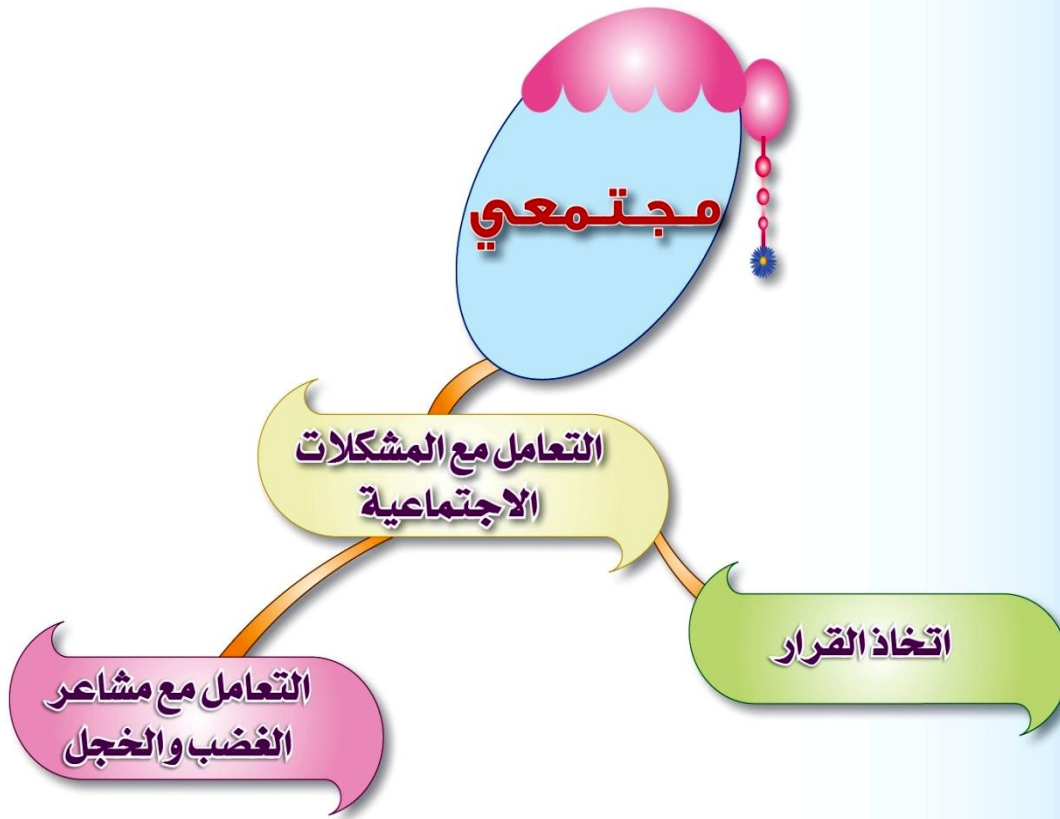 مجتمعي
التعامل مع المشكلات
الاجتماعية
اتخاذ القرار
التعامل مع مشاعر
الغضب والخجل